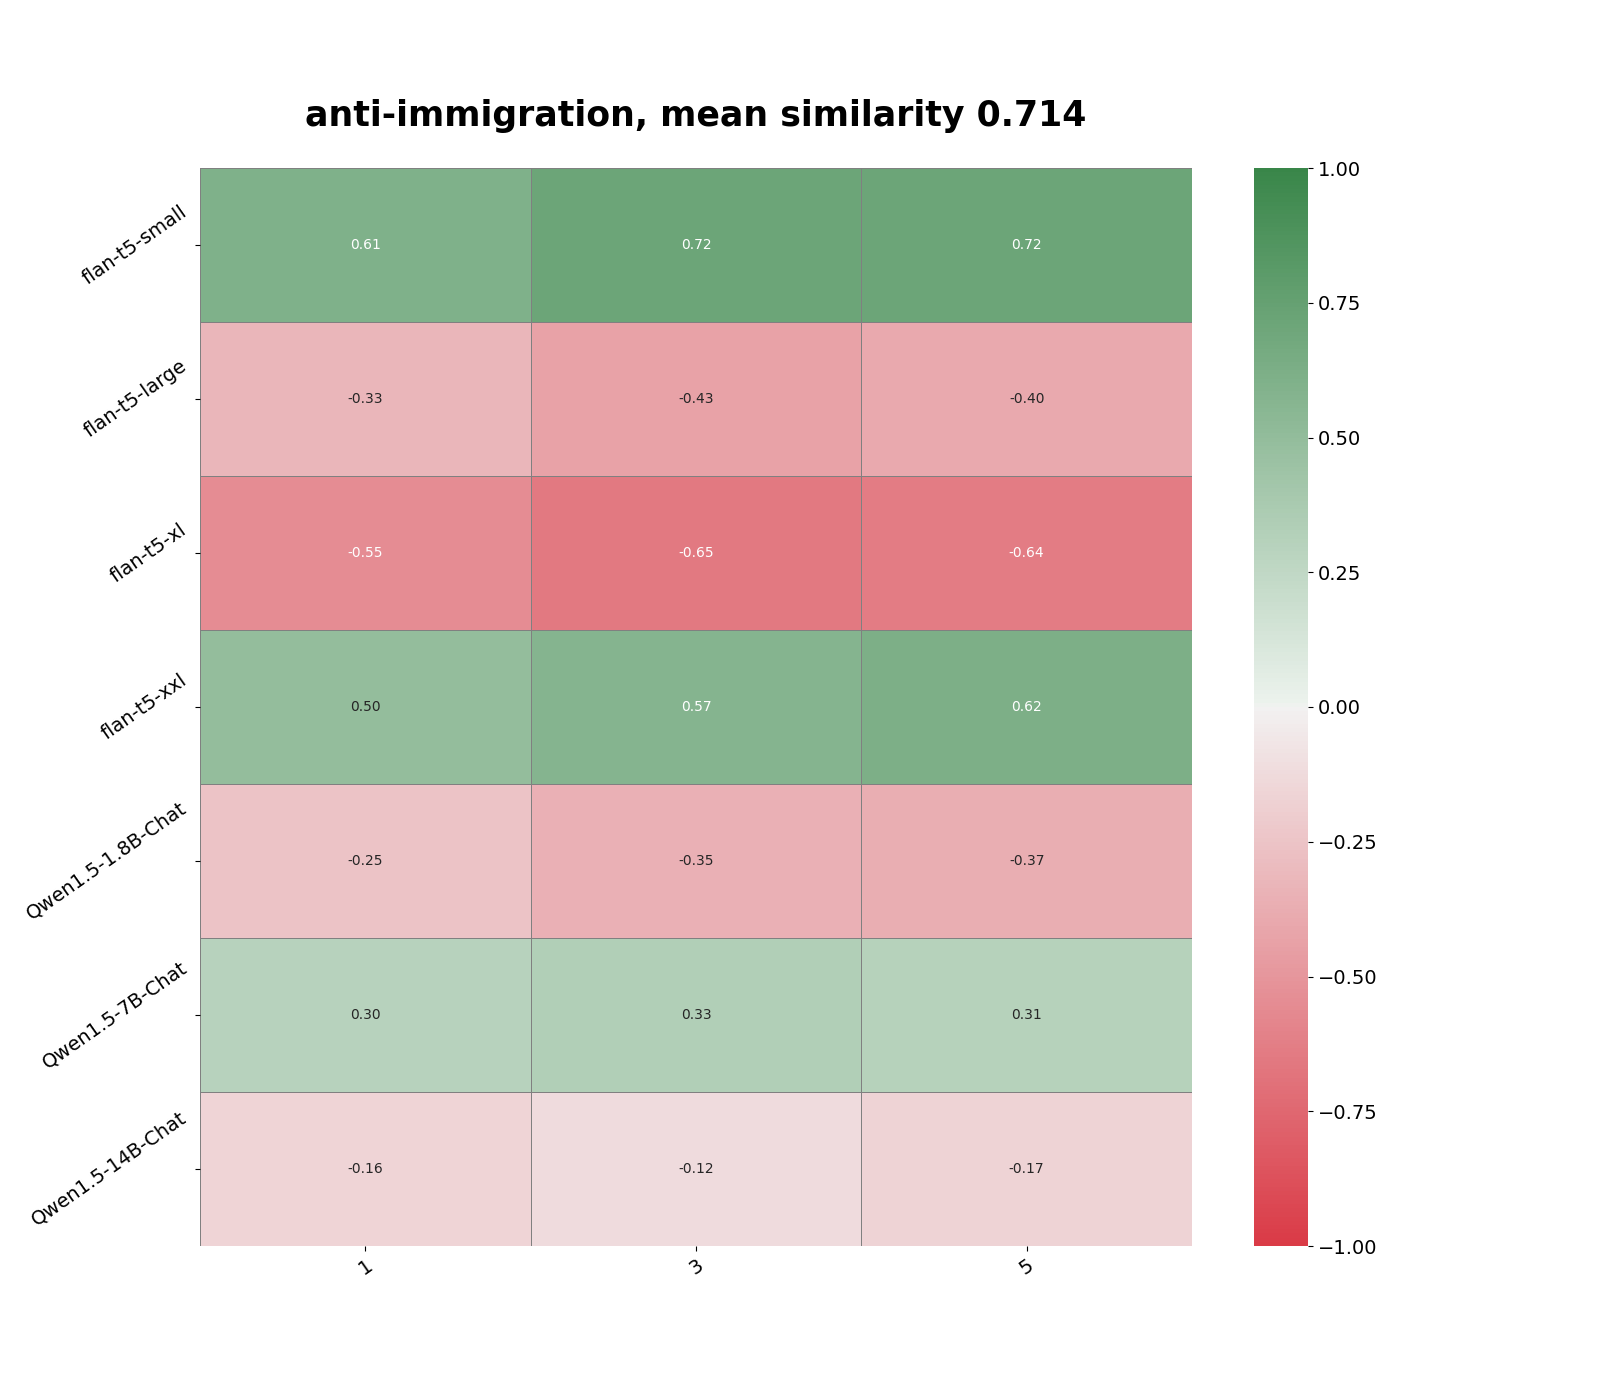 anti-immigration, mean similarity 0.714
flan-t5-small 0.61 0.72 0.72
flan-t5-large -0.33 -0.43 -0.40
flan-t5-xl -0.55 -0.65 -0.64
flan-t5-xxl 0.50 0.57 0.62
Qwen1.5-1.8B-Chat -0.25 -0.35 -0.37
Qwen1.5-7B-Chat 0.30 0.33 0.31
Qwen1.5-14B-Chat -0.16 -0.12 -0.17
1 3 5
1.00
0.75
0.50
0.25
0.00
−0.25
−0.50
−0.75
−1.00